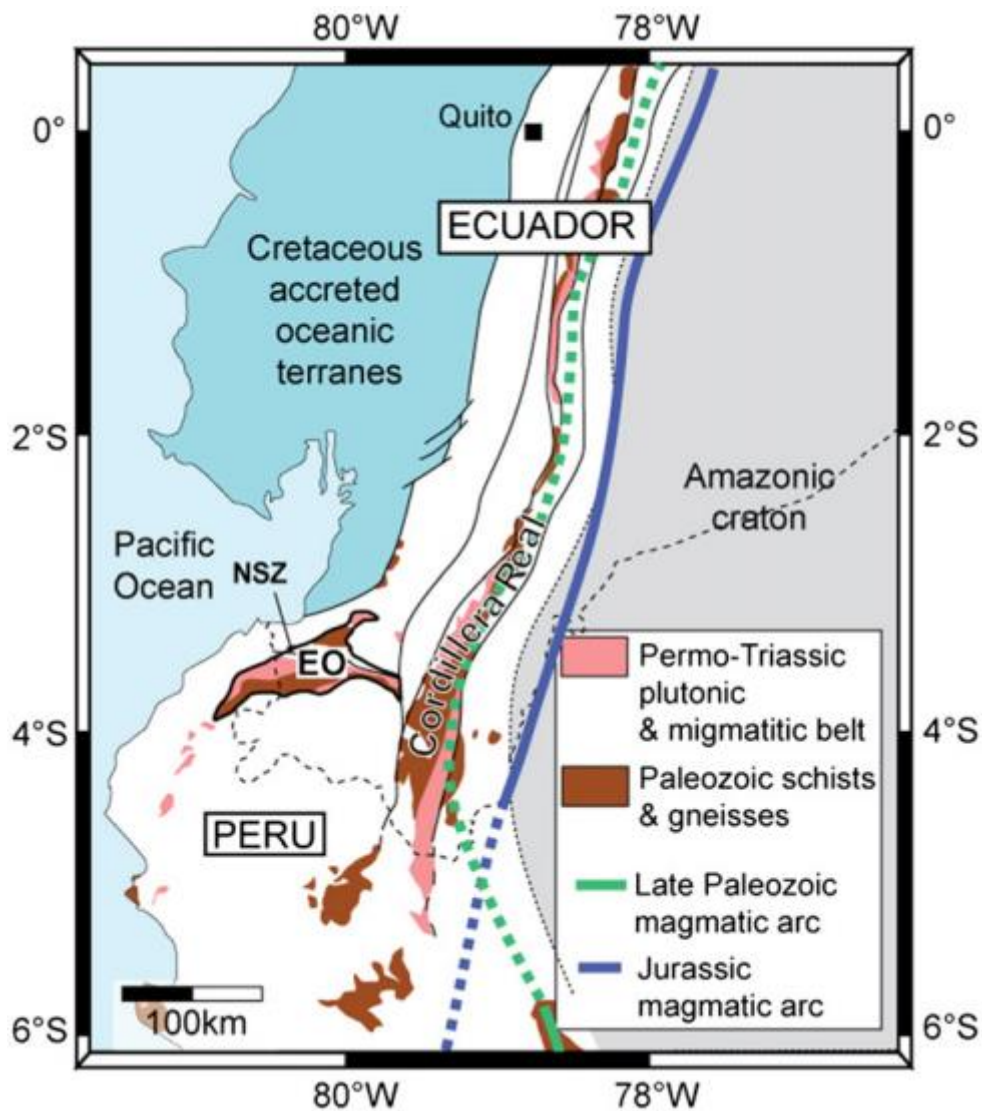 80°W
78°W
0°
0°
Quito
ECUADOR
Cretaceous
accreted
oceanic
terranes
2°S
2°S
Amazonic
craton
Pacific
Ocean
NSZ
EO
Cordillera Real
Permo-Triassic
plutonic
& migmatitic belt
4°S
4°S
Paleozoic schists
& gneisses
PERU
Late Paleozoic
magmatic arc
Jurassic
magmatic arc
100km
6°S
6°S
80°W
78°W